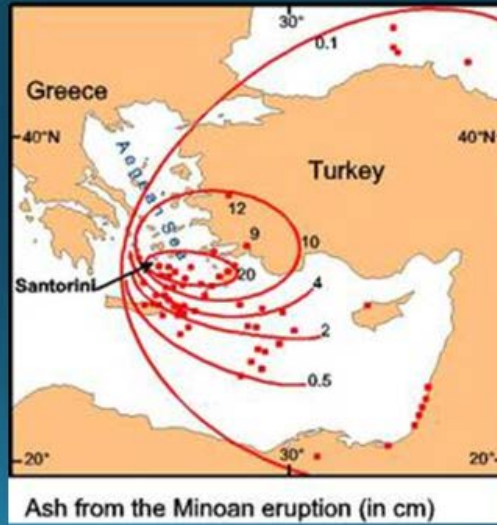 30°
0.1
Greece
40°N
40°N
Aegean Sea
Turkey
12
9
10
20
Santorini
4
2
0.5
20°
30°
20°
Ash from the Minoan eruption (in cm)